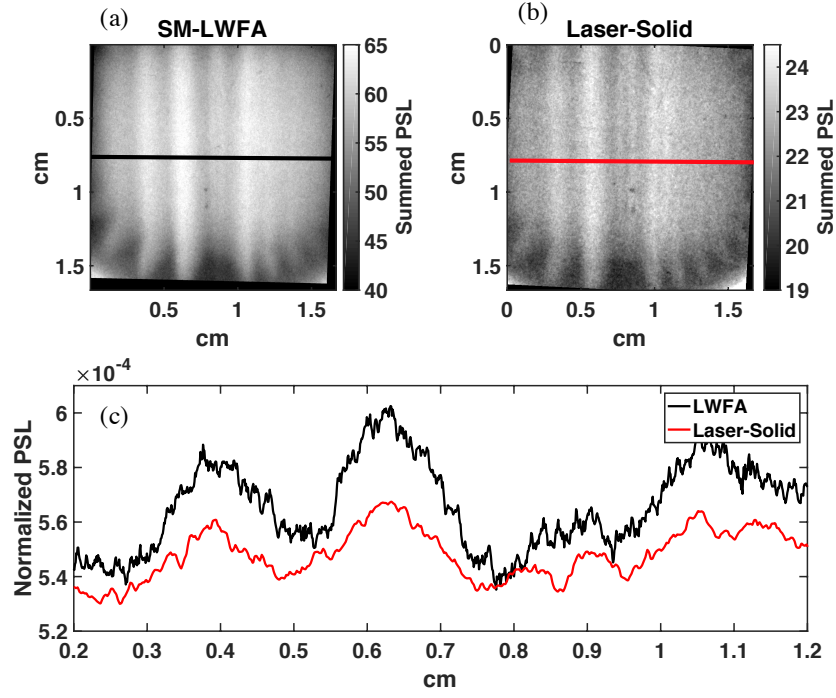 (a)
SM-LWFA
0.5
1
1.5
cm
0.5
1
1.5
cm
65
60
55
50
45
40
Summed PSL
(b)
Laser-Solid
0
0.5
1
1.5
cm
0
0.5
1
1.5
cm
24
23
22
21
20
19
Summed PSL
×10⁻⁴
(c)
6
5.8
5.6
5.4
5.2
Normalized PSL
LWFA
Laser-Solid
0.2 0.3 0.4 0.5 0.6 0.7 0.8 0.9 1 1.1 1.2
cm